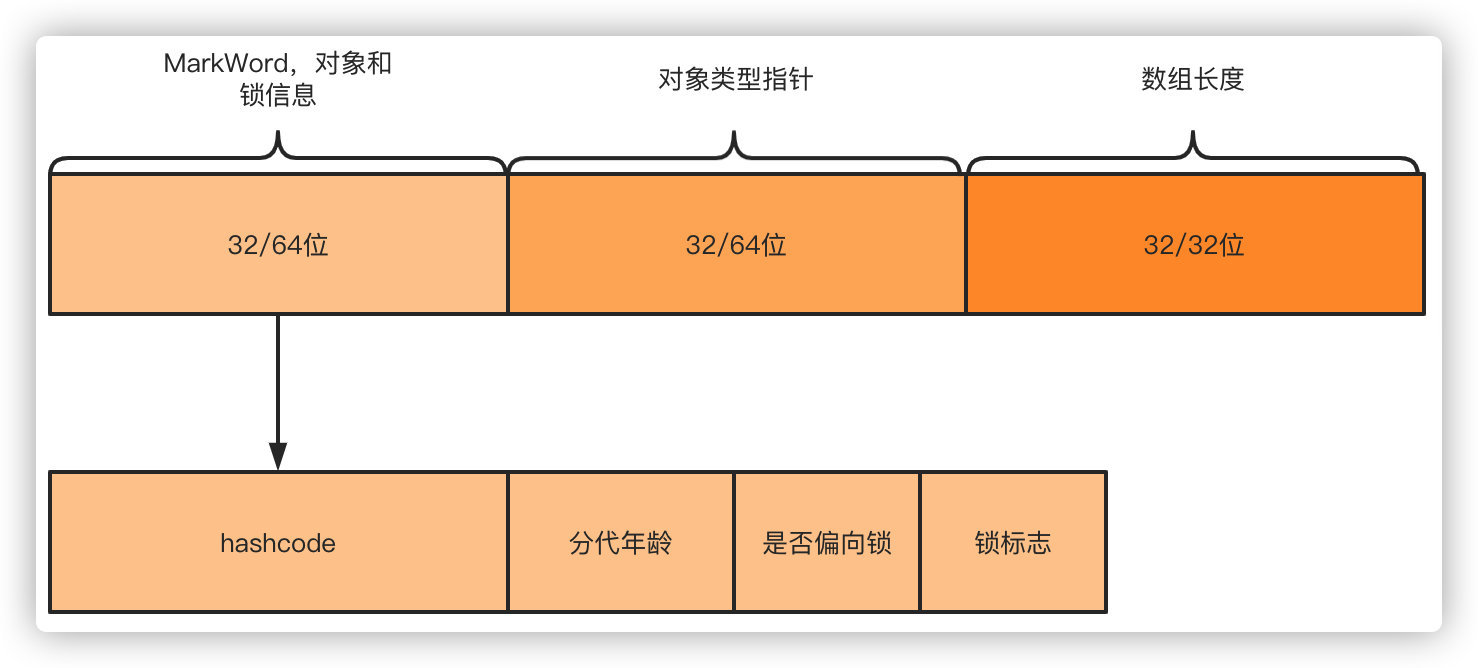 MarkWord，对象和
锁信息
对象类型指针
数组长度
32/64位
32/64位
32/32位
hashcode
分代年龄
是否偏向锁
锁标志